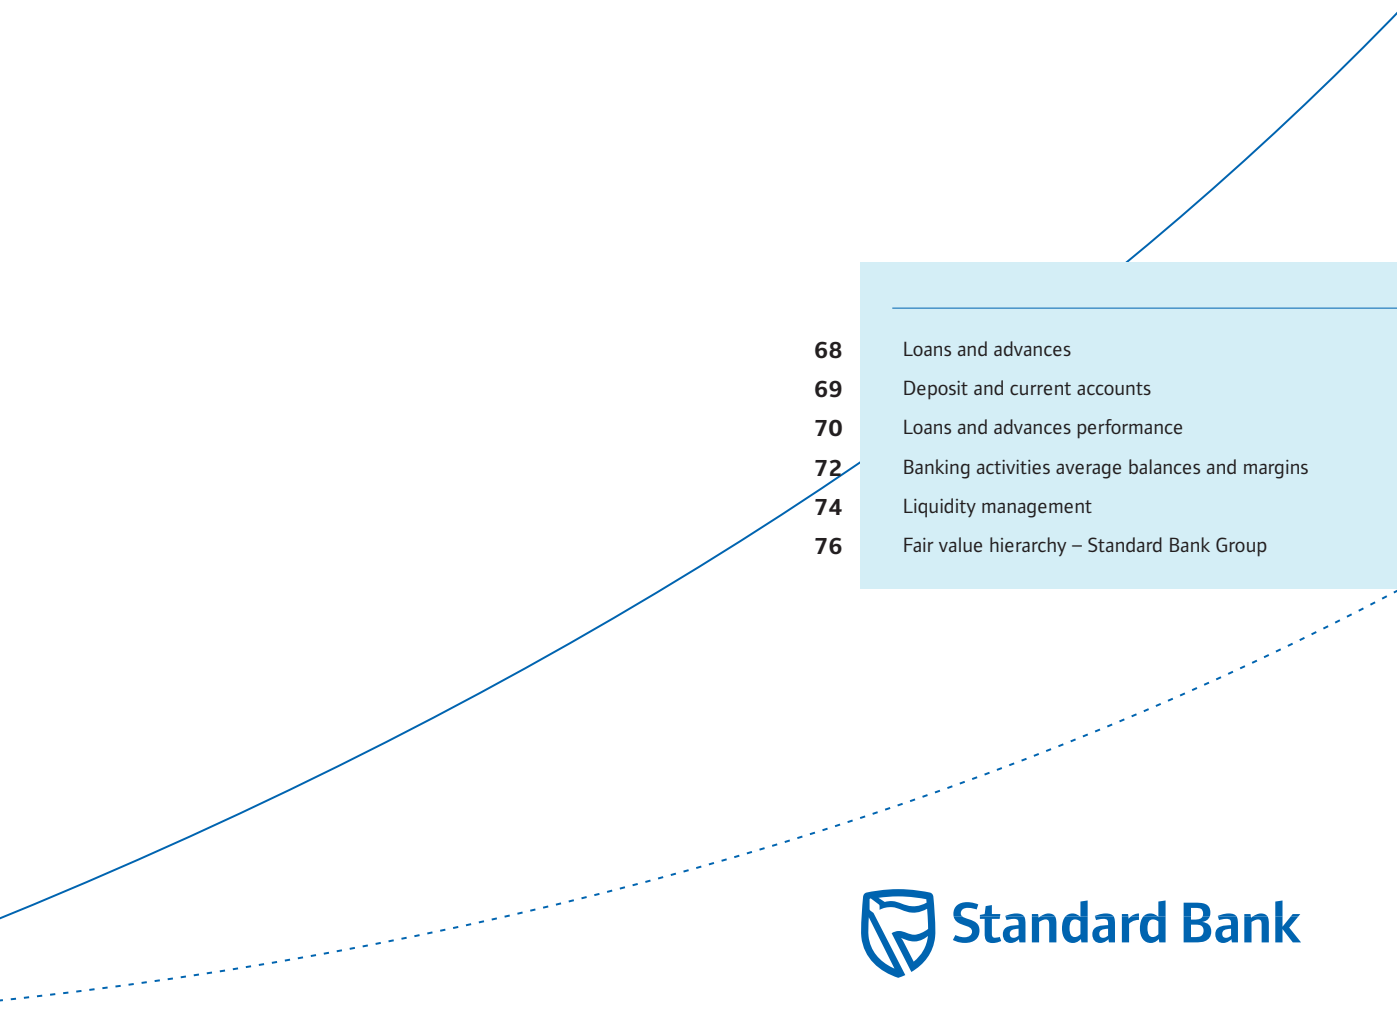 68 Loans and advances
69 Deposit and current accounts
70 Loans and advances performance
72 Banking activities average balances and margins
74 Liquidity management
76 Fair value hierarchy – Standard Bank Group
Standard Bank